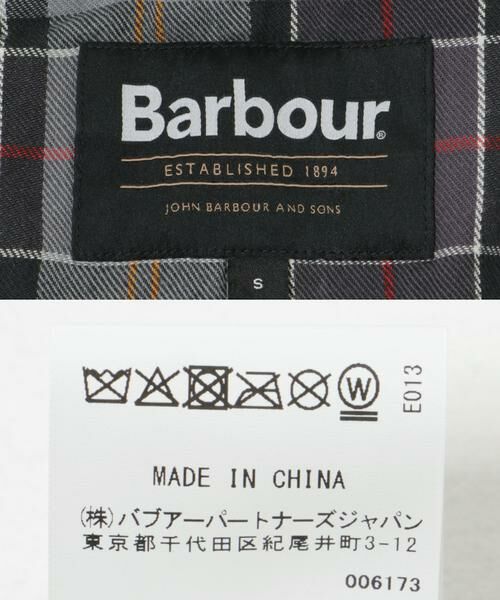 Barbour®
ESTABLISHED 1894
JOHN BARBOUR AND SONS
S
W
E013
MADE IN CHINA
(株)バブアーパートナーズジャパン
東京都千代田区紀尾井町3-12
006173